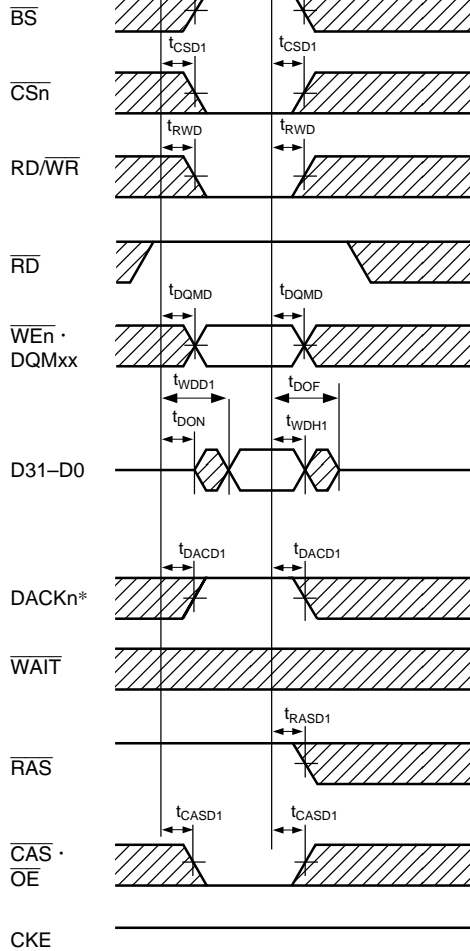 BS
tCSD1 tCSD1
CSn
tRWD tRWD
RD/WR
RD
tDQMD tDQMD
WEn ·
DQMxx
tWDD1 tDOF
tDON tWDH1
D31–D0
tDACD1 tDACD1
DACKn*
WAIT
tRASD1
RAS
tCASD1 tCASD1
CAS ·
OE
CKE